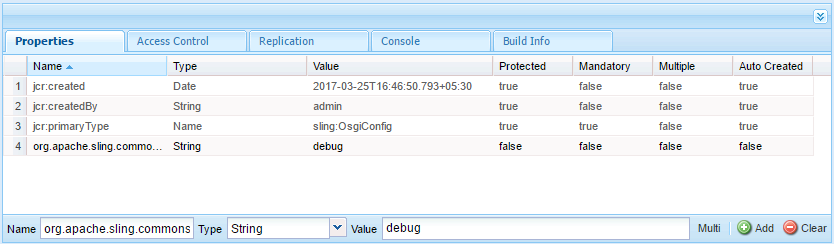 Properties Access Control Replication Console Build Info
Name Type Value Protected Mandatory Multiple Auto Created
1 jcr:created Date 2017-03-25T16:46:50.793+05:30 true false false true
2 jcr:createdBy String admin true false false true
3 jcr:primaryType Name sling:OsgiConfig true true false true
4 org.apache.sling.commo... String debug false false false false
Name org.apache.sling.commons Type String Value debug Multi Add Clear